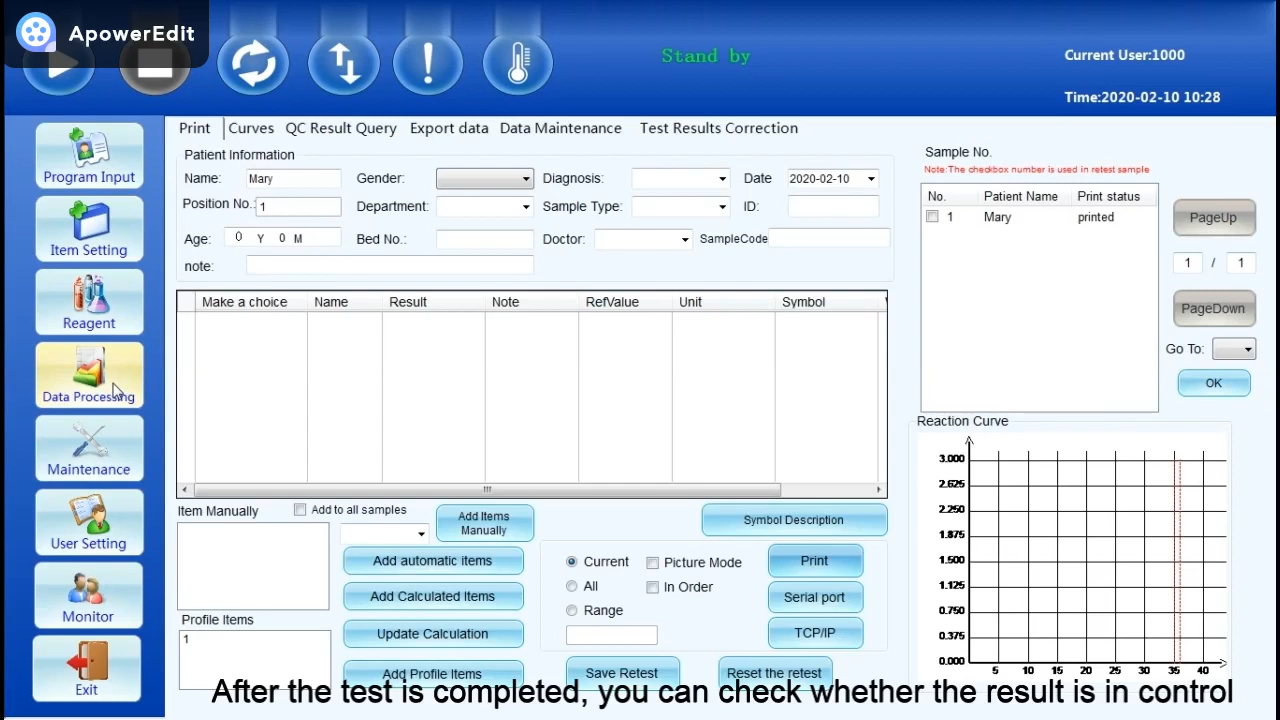 ApowerEdit
Stand by
Current User:1000
Time:2020-02-10 10:28
Program Input
Item Setting
Reagent
Data Processing
Maintenance
User Setting
Monitor
Exit
Print Curves QC Result Query Export data Data Maintenance Test Results Correction
Patient Information
Name: Mary Gender: Diagnosis: Date 2020-02-10
Position No.: 1 Department: Sample Type: ID:
Age: 0 Y 0 M Bed No.: Doctor: SampleCode
note:
Make a choice Name Result Note RefValue Unit Symbol
Item Manually Add to all samples
Add Items
Manually
Symbol Description
Add automatic items
Add Calculated Items
Update Calculation
Add Profile Items
Profile Items
1
Current Picture Mode Print
All In Order Serial port
Range TCP/IP
Save Retest Reset the retest
Sample No.
Note:The checkbox number is used in retest sample
No. Patient Name Print status
1 Mary printed
PageUp
1 / 1
PageDown
Go To:
OK
Reaction Curve
3.000
2.625
2.250
1.875
1.500
1.125
0.750
0.375
0.000
5 10 15 20 25 30 35 40
After the test is completed, you can check whether the result is in control